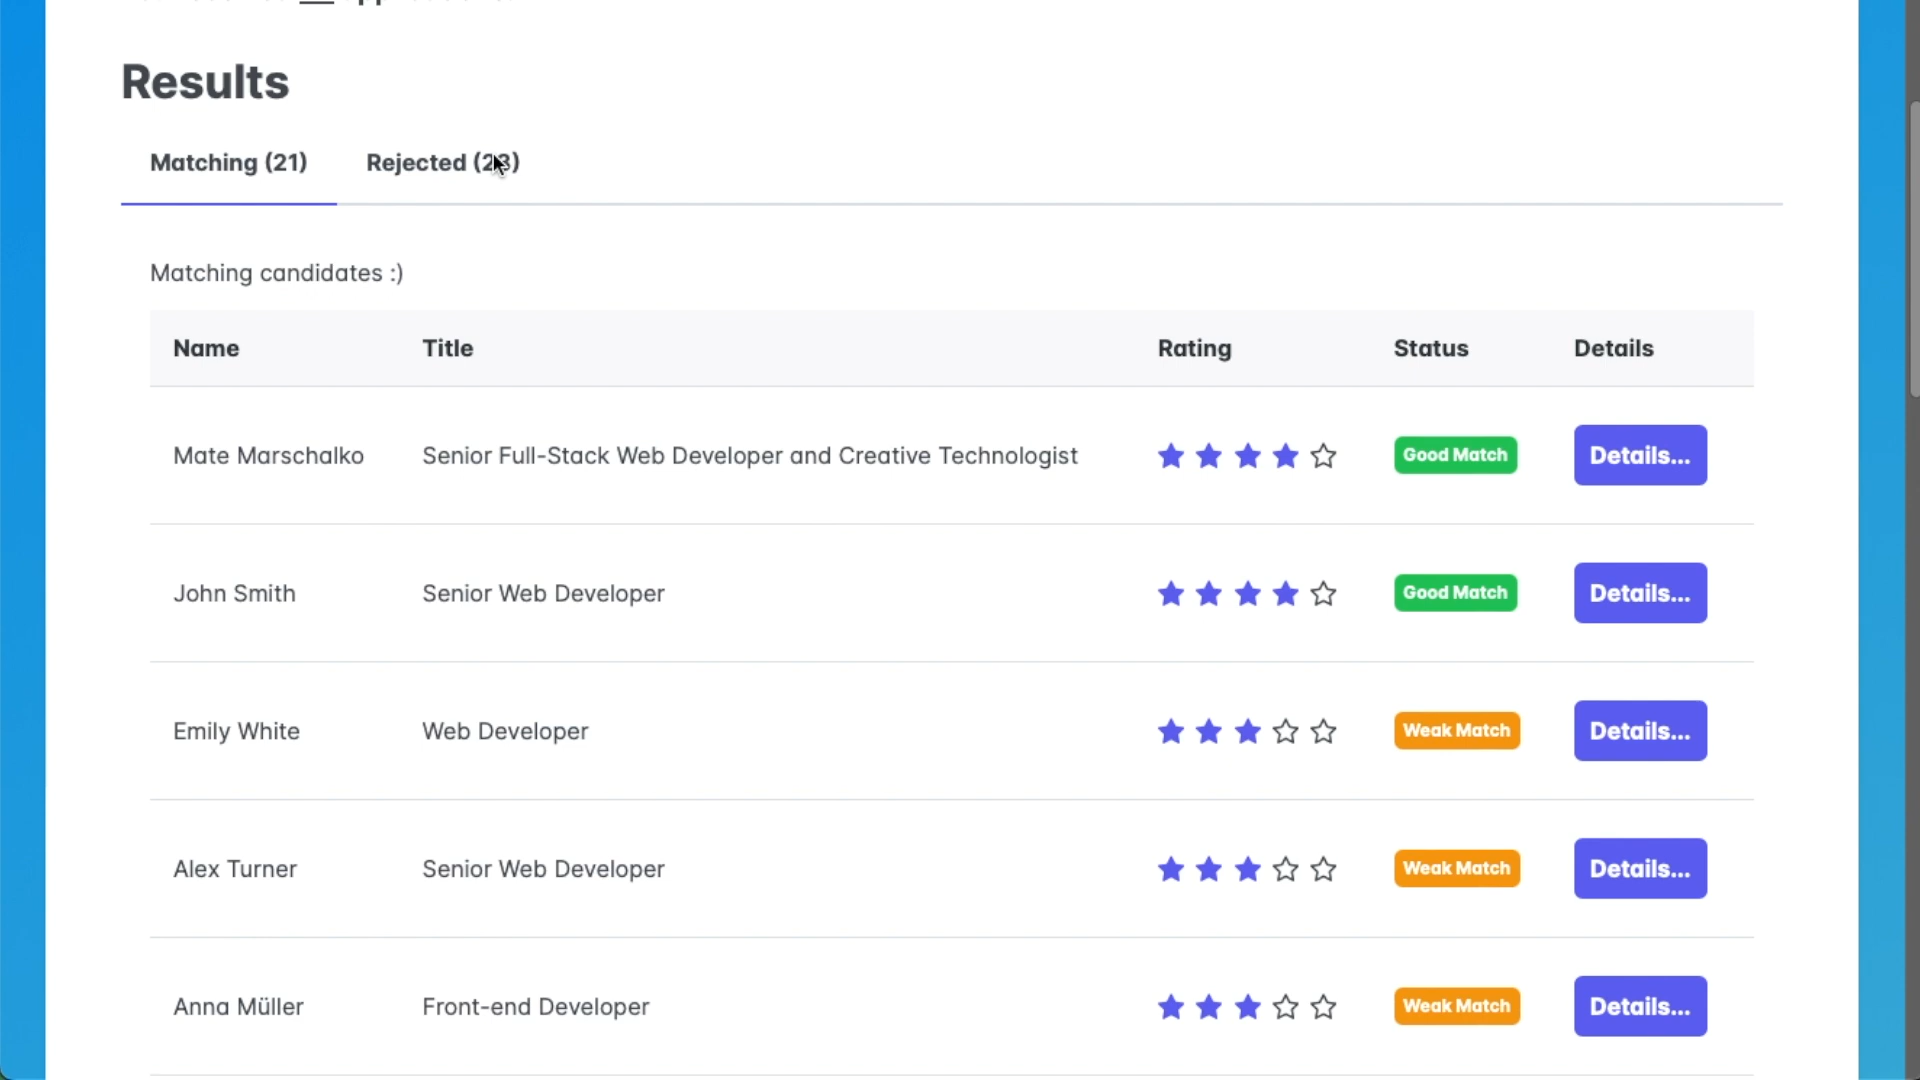 Results
Matching (21) Rejected (23)
Matching candidates :)
Name Title Rating Status Details
Mate Marschalko Senior Full-Stack Web Developer and Creative Technologist Good Match Details...
John Smith Senior Web Developer Good Match Details...
Emily White Web Developer Weak Match Details...
Alex Turner Senior Web Developer Weak Match Details...
Anna Müller Front-end Developer Weak Match Details...